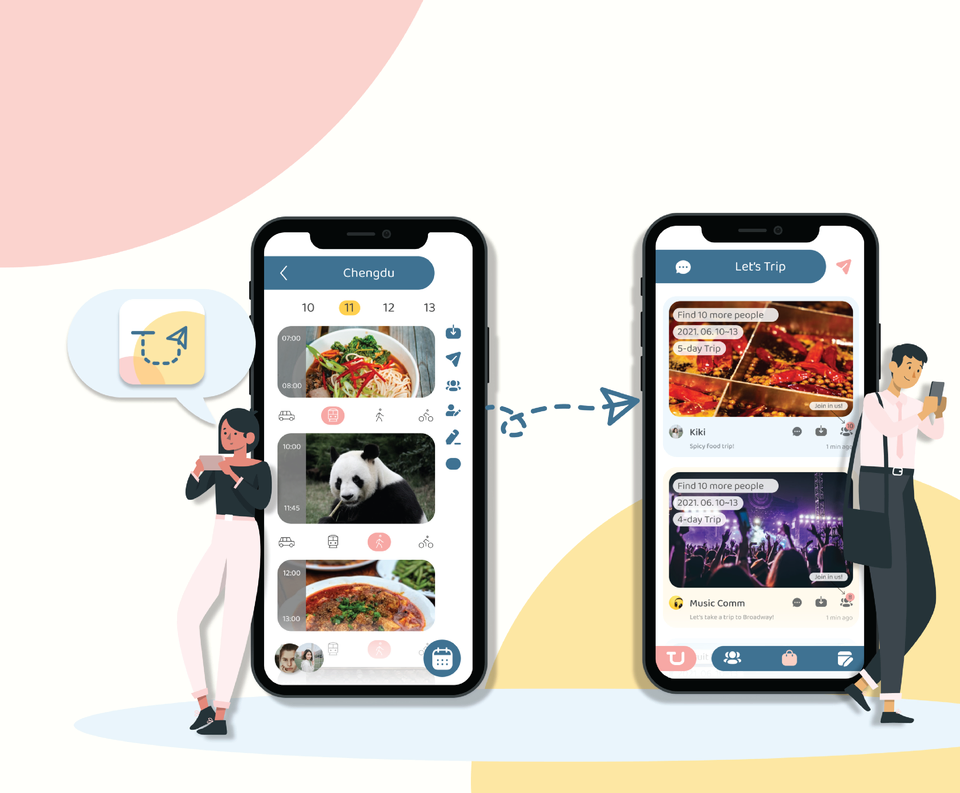 Chengdu
10 11 12 13
07:00
08:00
10:00
11:45
12:00
13:00
Let's Trip
Find 10 more people
2021. 06. 10-13
5-day Trip
Join in us!
Kiki
10
Spicy food trip!
1 min ago
Find 10 more people
2021. 06. 10-13
4-day Trip
Join in us!
Music Comm
Let's take a trip to Broadway!
1 min ago